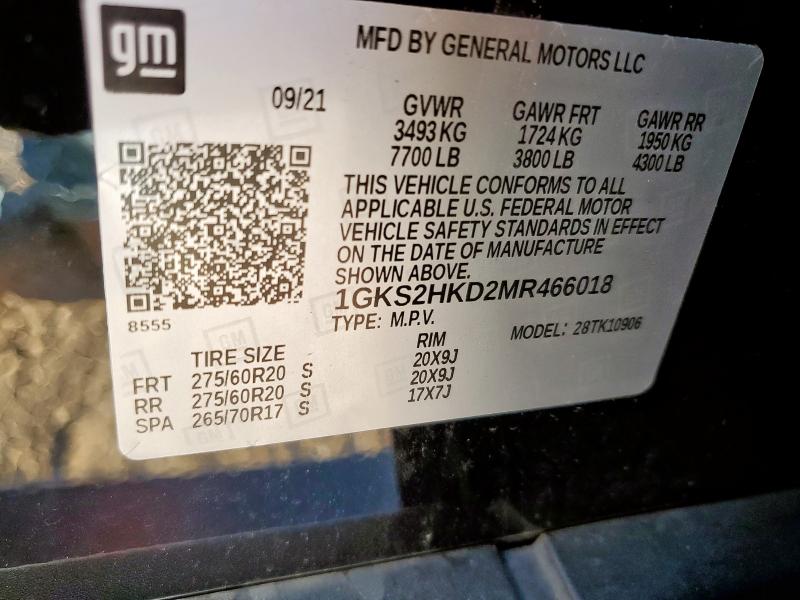 gm
MFD BY GENERAL MOTORS LLC
09/21
GVWR GAWR FRT GAWR RR
3493 KG 1724 KG 1950 KG
7700 LB 3800 LB 4300 LB
THIS VEHICLE CONFORMS TO ALL
APPLICABLE U.S. FEDERAL MOTOR
VEHICLE SAFETY STANDARDS IN EFFECT
ON THE DATE OF MANUFACTURE
SHOWN ABOVE.
1GKS2HKD2MR466018
8555
TYPE: M.P.V. MODEL: 28TK10906
TIRE SIZE RIM
FRT 275/60R20 S 20X9J
RR 275/60R20 S 20X9J
SPA 265/70R17 S 17X7J